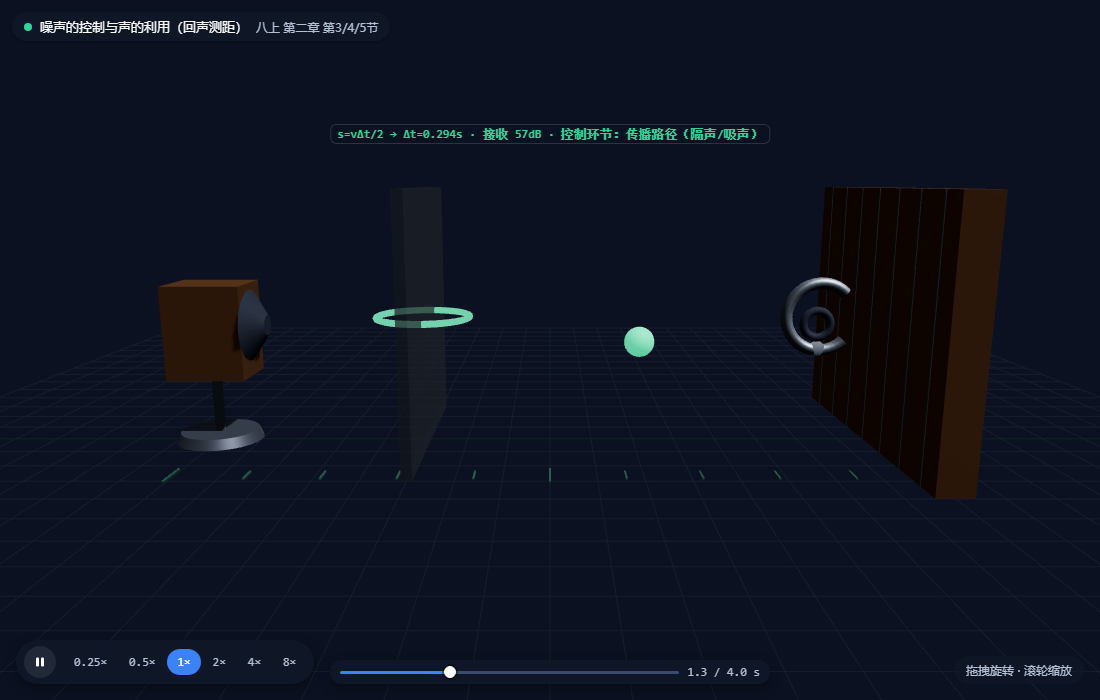 噪声的控制与声的利用（回声测距） 八上 第二章 第3/4/5节
s=vΔt/2 → Δt=0.294s · 接收 57dB · 控制环节: 传播路径（隔声/吸声）
0.25× 0.5× 1× 2× 4× 8×
1.3 / 4.0 s
拖拽旋转 · 滚轮缩放